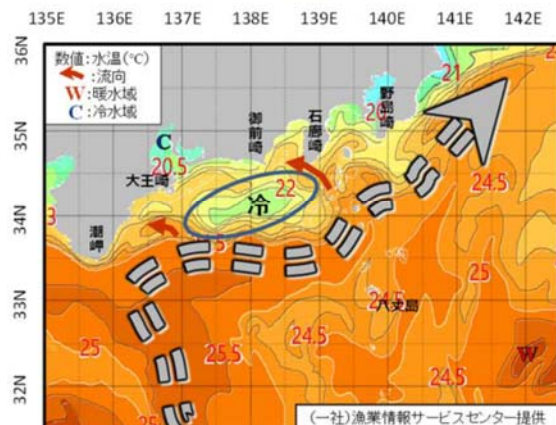 135E
136E
137E
138E
139E
140E
141E
142E
36N
35N
34N
33N
32N
数値:水温(℃)
:流向
W:暖水域
C:冷水域
C
20.5
大王崎
潮岬
御前崎
石廊崎
野島崎
20
21
22
冷
24.5
25
八丈島
24.5
25
25.5
24.5
24.5
W
25
(一社)漁業情報サービスセンター提供